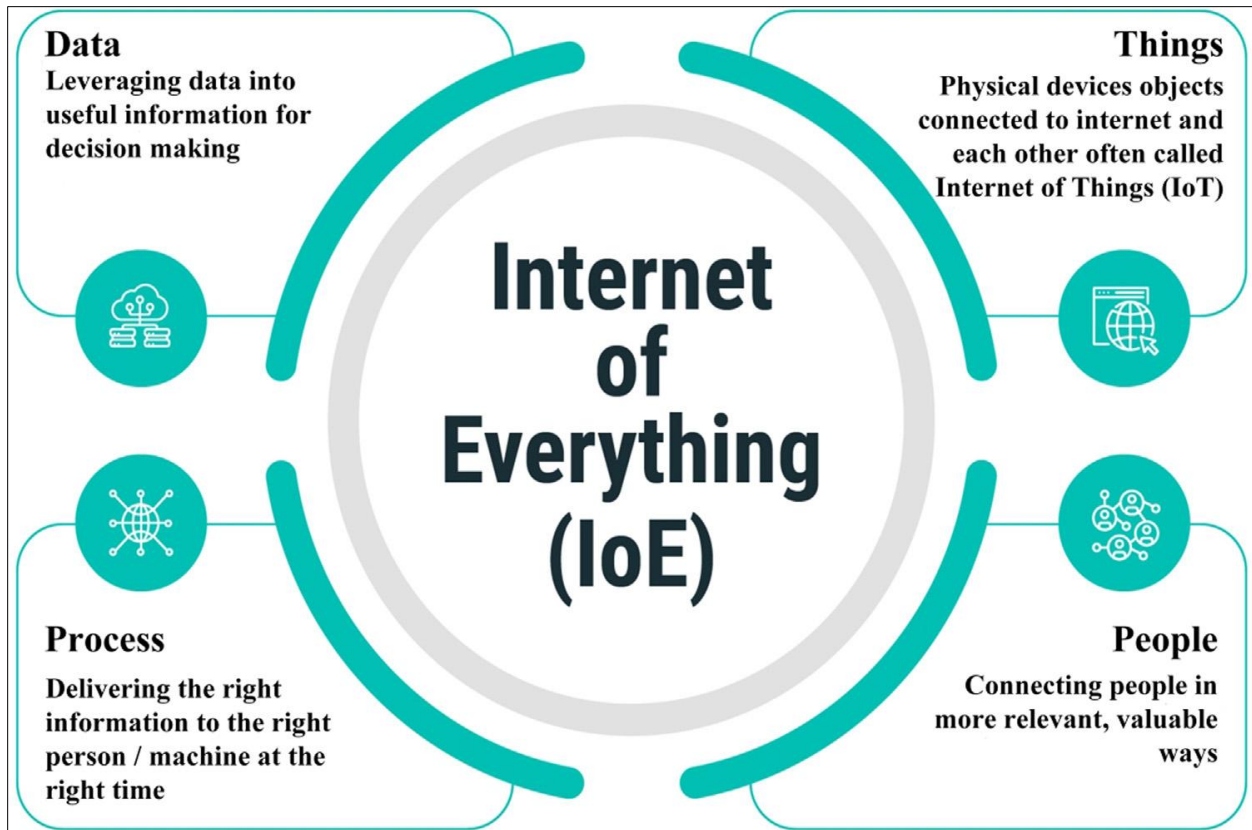 Data
Leveraging data into
useful information for
decision making
Things
Physical devices objects
connected to internet and
each other often called
Internet of Things (IoT)
Internet
of
Everything
(IoE)
Process
Delivering the right
information to the right
person / machine at the
right time
People
Connecting people in
more relevant, valuable
ways